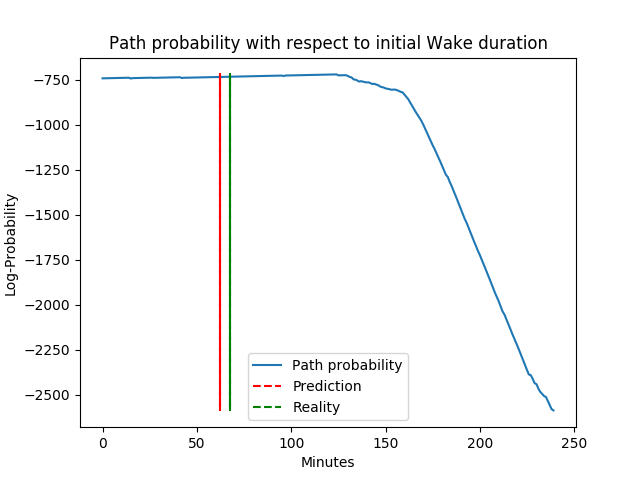 Path probability with respect to initial Wake duration
Log-Probability
−750
−1000
−1250
−1500
−1750
−2000
−2250
−2500
Path probability
Prediction
Reality
0 50 100 150 200 250
Minutes